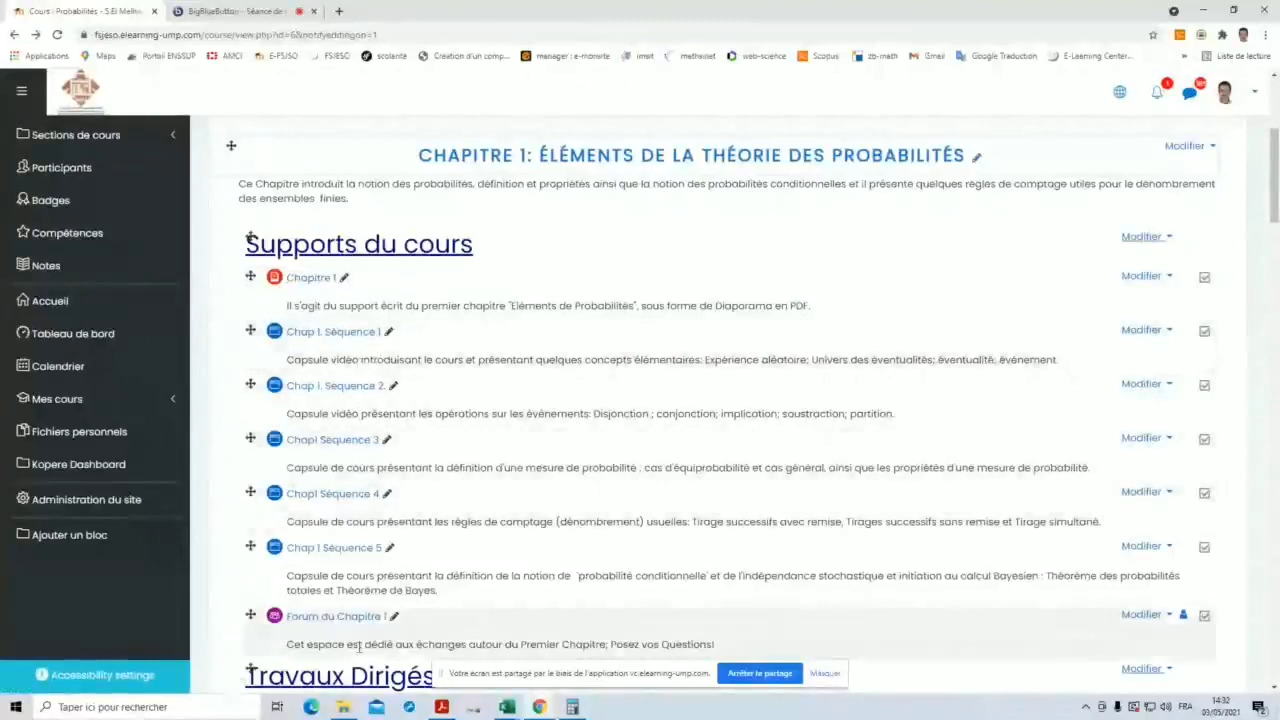 Cours : Probabilités - S.El Melha
BigBlueButton - Séance de
fsjeso.elearning-ump.com/course/view.php?id=6&notifyeditingon=1
Applications Maps Portail ENSSUP AMCI E-FSJSO FSJESO scolarité Creation d'un comp... manager : e-monsite imist mathscinet web-science Scopus zb-math Gmail Google Traduction E-Learning Center... » Liste de lecture
Sections de cours
Participants
Badges
Compétences
Notes
Accueil
Tableau de bord
Calendrier
Mes cours
Fichiers personnels
Kopere Dashboard
Administration du site
Ajouter un bloc
Accessibility settings
CHAPITRE 1: ÉLÉMENTS DE LA THÉORIE DES PROBABILITÉS
Modifier
Ce Chapitre introduit la notion des probabilités, définition et propriétés ainsi que la notion des probabilités conditionnelles et il présente quelques règles de comptage utiles pour le dénombrement
des ensembles finies.
Supports du cours
Modifier
Chapitre 1
Modifier
Il s'agit du support écrit du premier chapitre "Eléments de Probabilités", sous forme de Diaporama en PDF.
Chap 1. Séquence 1
Modifier
Capsule vidéo introduisant le cours et présentant quelques concepts élémentaires: Expérience aléatoire; Univers des éventualités; éventualité; événement.
Chap 1. Sequence 2.
Modifier
Capsule vidéo présentant les opérations sur les événements: Disjonction ; conjonction; implication; soustraction; partition.
Chap1 Séquence 3
Modifier
Capsule de cours présentant la définition d'une mesure de probabilité ; cas d'équiprobabilité et cas général, ainsi que les propriétés d'une mesure de probabilité.
Chap1 Séquence 4
Modifier
Capsule de cours présentant les règles de comptage (dénombrement) usuelles: Tirage successifs avec remise, Tirages successifs sans remise et Tirage simultané.
Chap 1 Séquence 5
Modifier
Capsule de cours présentant la définition de la notion de 'probabilité conditionnelle' et de l'indépendance stochastique et initiation au calcul Bayesien : Théorème des probabilités
totales et Théorème de Bayes.
Forum du Chapitre 1
Modifier
Cet espace est dédié aux échanges autour du Premier Chapitre; Posez vos Questions!
Travaux Dirigés
Modifier
Votre écran est partagé par le biais de l'application vc.elearning-ump.com.
Arrêter le partage
Masquer
Taper ici pour rechercher
FRA
14:32
03/05/2021